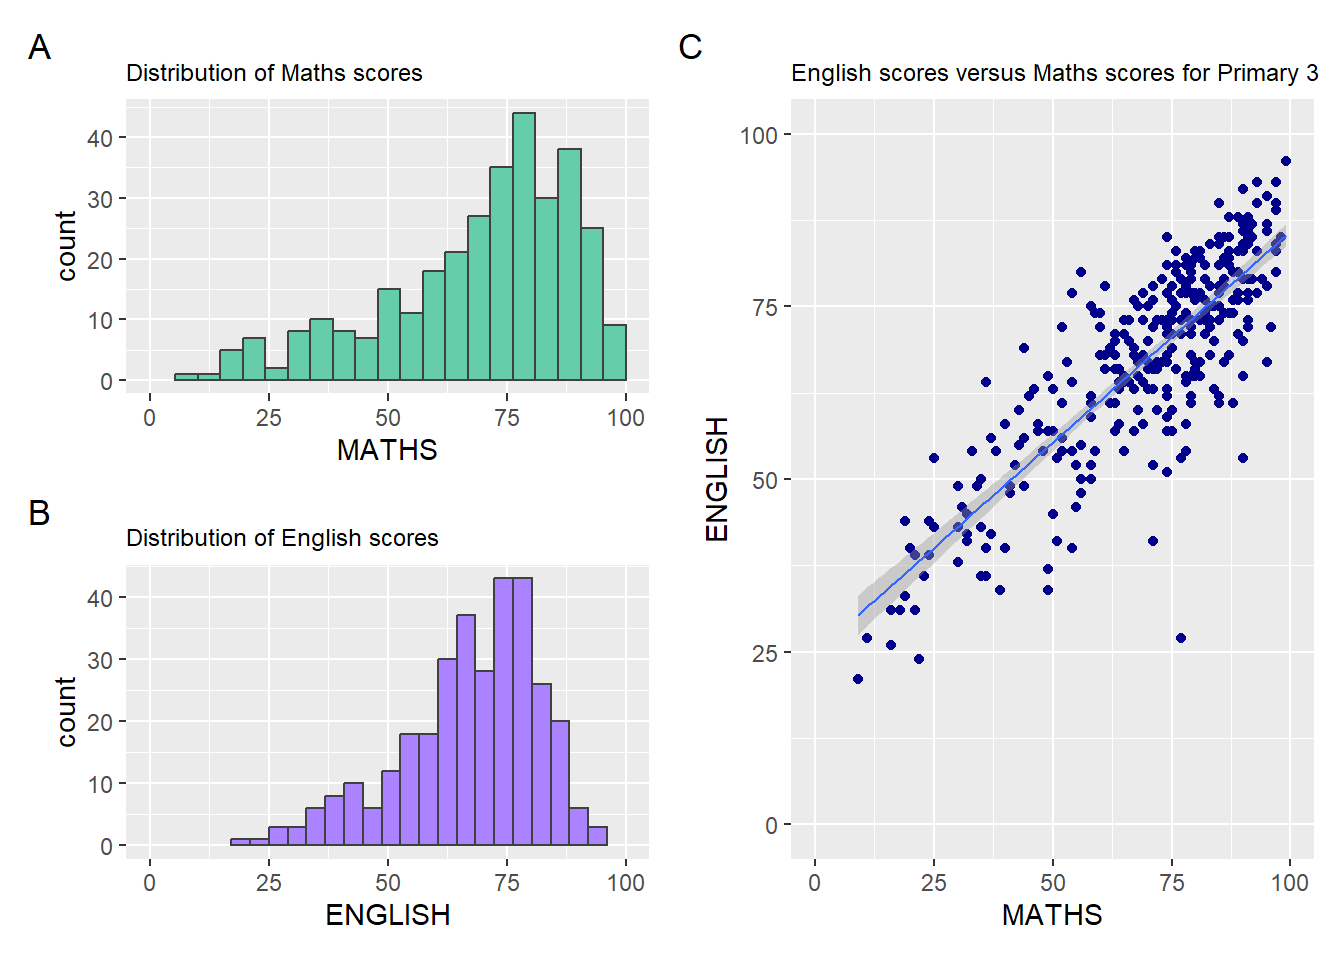 A
Distribution of Maths scores
count
40
30
20
10
0
0 25 50 75 100
MATHS
B
Distribution of English scores
count
40
30
20
10
0
0 25 50 75 100
ENGLISH
C
English scores versus Maths scores for Primary 3
ENGLISH
100
75
50
25
0
0 25 50 75 100
MATHS